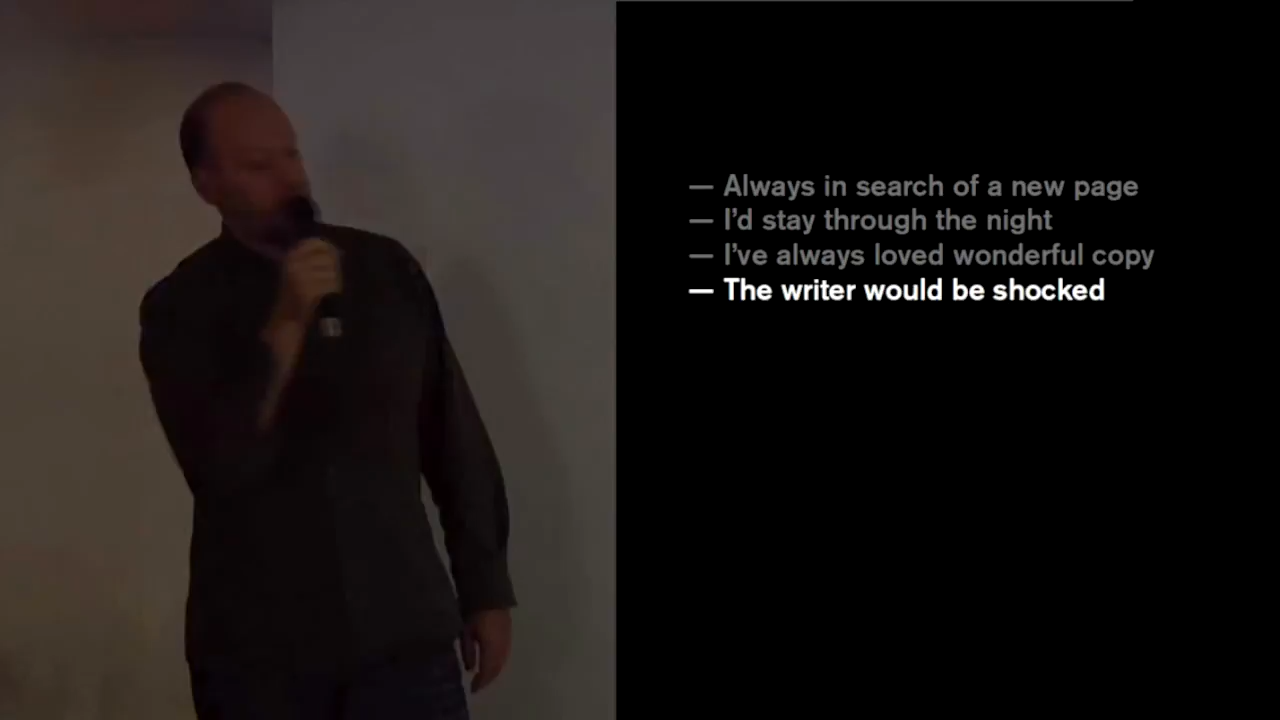 — Always in search of a new page
— I’d stay through the night
— I’ve always loved wonderful copy
— The writer would be shocked